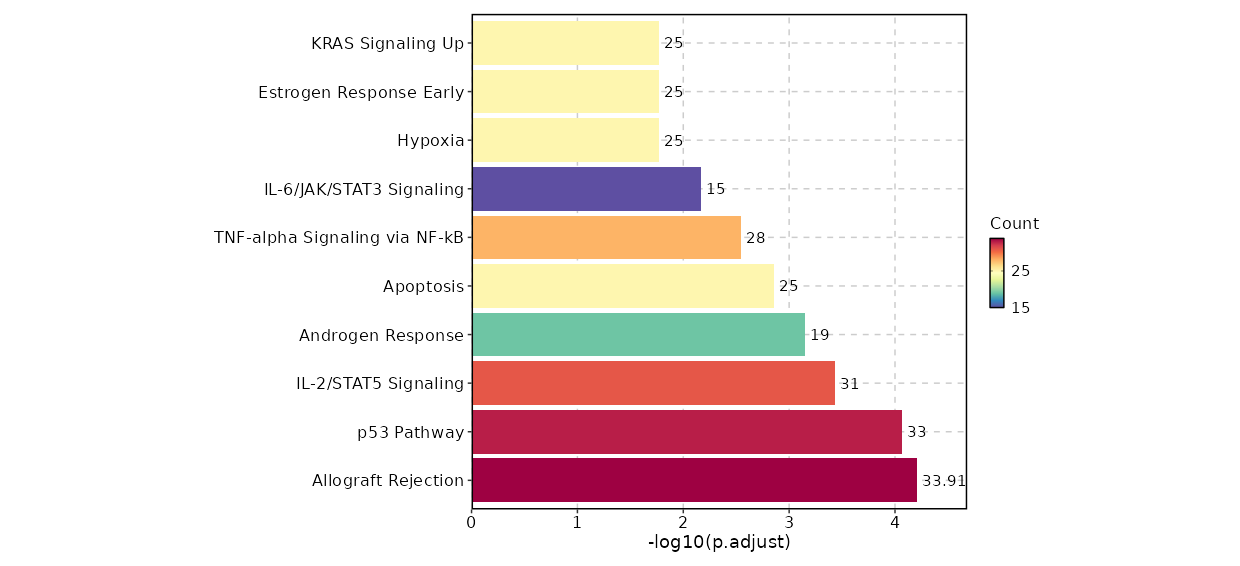 KRAS Signaling Up 25
Estrogen Response Early 25
Hypoxia 25
IL-6/JAK/STAT3 Signaling 15
TNF-alpha Signaling via NF-kB 28
Apoptosis 25
Androgen Response 19
IL-2/STAT5 Signaling 31
p53 Pathway 33
Allograft Rejection 33.91
0 1 2 3 4
-log10(p.adjust)
Count
25
15